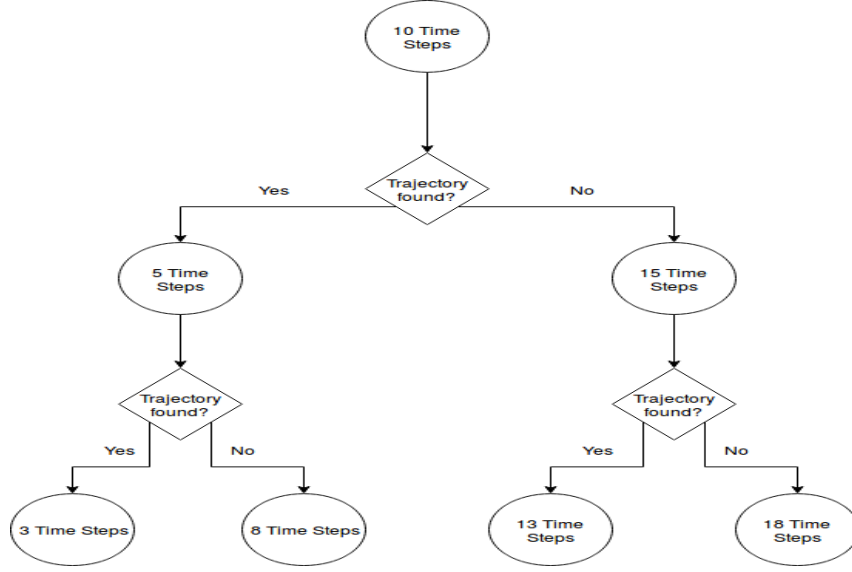 10 Time
Steps
Trajectory
found?
Yes
No
5 Time
Steps
15 Time
Steps
Trajectory
found?
Trajectory
found?
Yes
No
Yes
No
3 Time Steps
8 Time Steps
13 Time
Steps
18 Time
Steps